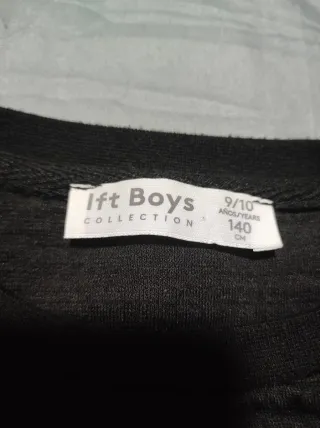 lft Boys
COLLECTION
9/10
AÑOS/YEARS
140
CM